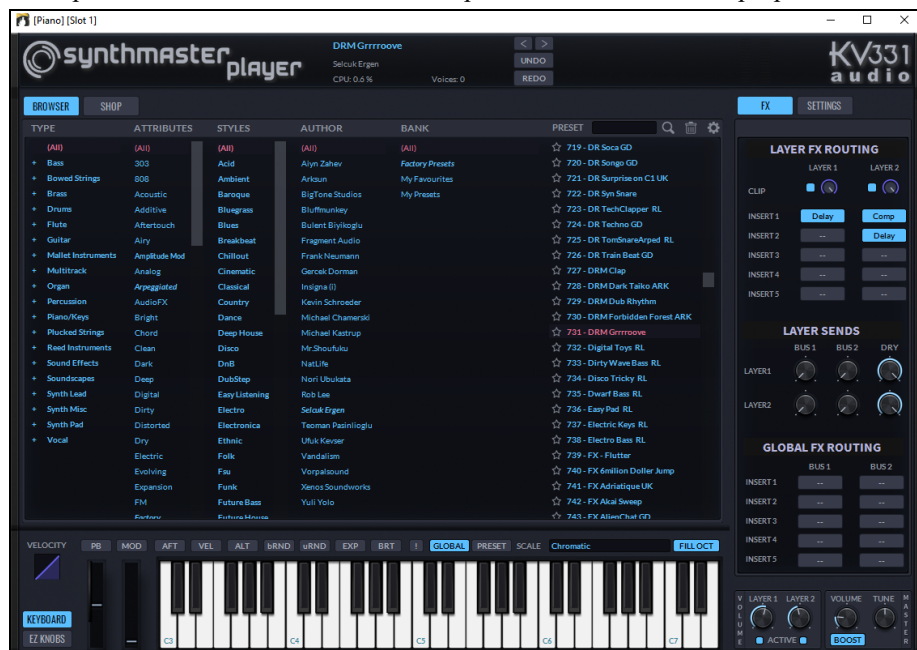 [Piano] [Slot 1]
synthmaster player
DRM Grrrroove
Selcuk Ergen
CPU: 0.6 %
Voices: 0
<
>
UNDO
REDO
KV331
audio
BROWSER
SHOP
FX
SETTINGS
TYPE
ATTRIBUTES
STYLES
AUTHOR
BANK
PRESET
(All)
+ Bass
+ Bowed Strings
+ Brass
+ Drums
+ Flute
+ Guitar
+ Mallet Instruments
+ Multitrack
+ Organ
+ Percussion
+ Piano/Keys
+ Plucked Strings
+ Reed Instruments
+ Sound Effects
+ Soundscapes
+ Synth Lead
+ Synth Misc
+ Synth Pad
+ Vocal
(All)
303
808
Acoustic
Additive
Aftertouch
Airy
Amplitude Mod
Analog
Arpeggiated
AudioFX
Bright
Chord
Clean
Dark
Deep
Digital
Dirty
Distorted
Dry
Electric
Evolving
Expansion
FM
Factory
(All)
Acid
Ambient
Baroque
Bluegrass
Blues
Breakbeat
Chillout
Cinematic
Classical
Country
Dance
Deep House
Disco
DnB
DubStep
Easy Listening
Electro
Electronica
Ethnic
Folk
Fsu
Funk
Future Bass
Future House
(All)
Aiyn Zahev
Arksun
BigTone Studios
Bluffmunkey
Bulent Biyikoglu
Fragment Audio
Frank Neumann
Gercek Dorman
Insigna (i)
Kevin Schroeder
Michael Chamerski
Michael Kastrup
Mr.Shoufuku
NatLife
Nori Ubukata
Rob Lee
Selcuk Ergen
Teoman Pasinlioglu
Ufuk Kevser
Vandalism
Vorpalsound
Xenos Soundworks
Yuli Yolo
(All)
Factory Presets
My Favourites
My Presets
719 - DR Soca GD
720 - DR Songo GD
721 - DR Surprise on C1 UK
722 - DR Syn Snare
723 - DR TechClapper RL
724 - DR Techno GD
725 - DR TomSnareArped RL
726 - DR Train Beat GD
727 - DRM Clap
728 - DRM Dark Taiko ARK
729 - DRM Dub Rhythm
730 - DRM Forbidden Forest ARK
731 - DRM Grrrroove
732 - Digital Toys RL
733 - Dirty Wave Bass RL
734 - Disco Tricky RL
735 - Dwarf Bass RL
736 - Easy Pad RL
737 - Electric Keys RL
738 - Electro Bass RL
739 - FX - Flutter
740 - FX 6milion Doller Jump
741 - FX Adriatique UK
742 - FX Akai Sweep
743 - FX AlienChat GD
LAYER FX ROUTING
LAYER 1 LAYER 2
CLIP
INSERT 1 Delay Comp
INSERT 2 -- Delay
INSERT 3 -- --
INSERT 4 -- --
INSERT 5 -- --
LAYER SENDS
BUS 1 BUS 2 DRY
LAYER1
LAYER2
GLOBAL FX ROUTING
BUS 1 BUS 2
INSERT 1 -- --
INSERT 2 -- --
INSERT 3 -- --
INSERT 4 -- --
INSERT 5 -- --
VELOCITY PB MOD AFT VEL ALT bRND uRND EXP BRT ! GLOBAL PRESET SCALE Chromatic FILL OCT
KEYBOARD
EZ KNOBS
C3 C4 C5 C6 C7
VOLUME
LAYER 1 LAYER 2
ACTIVE
VOLUME TUNE
BOOST
MASTER